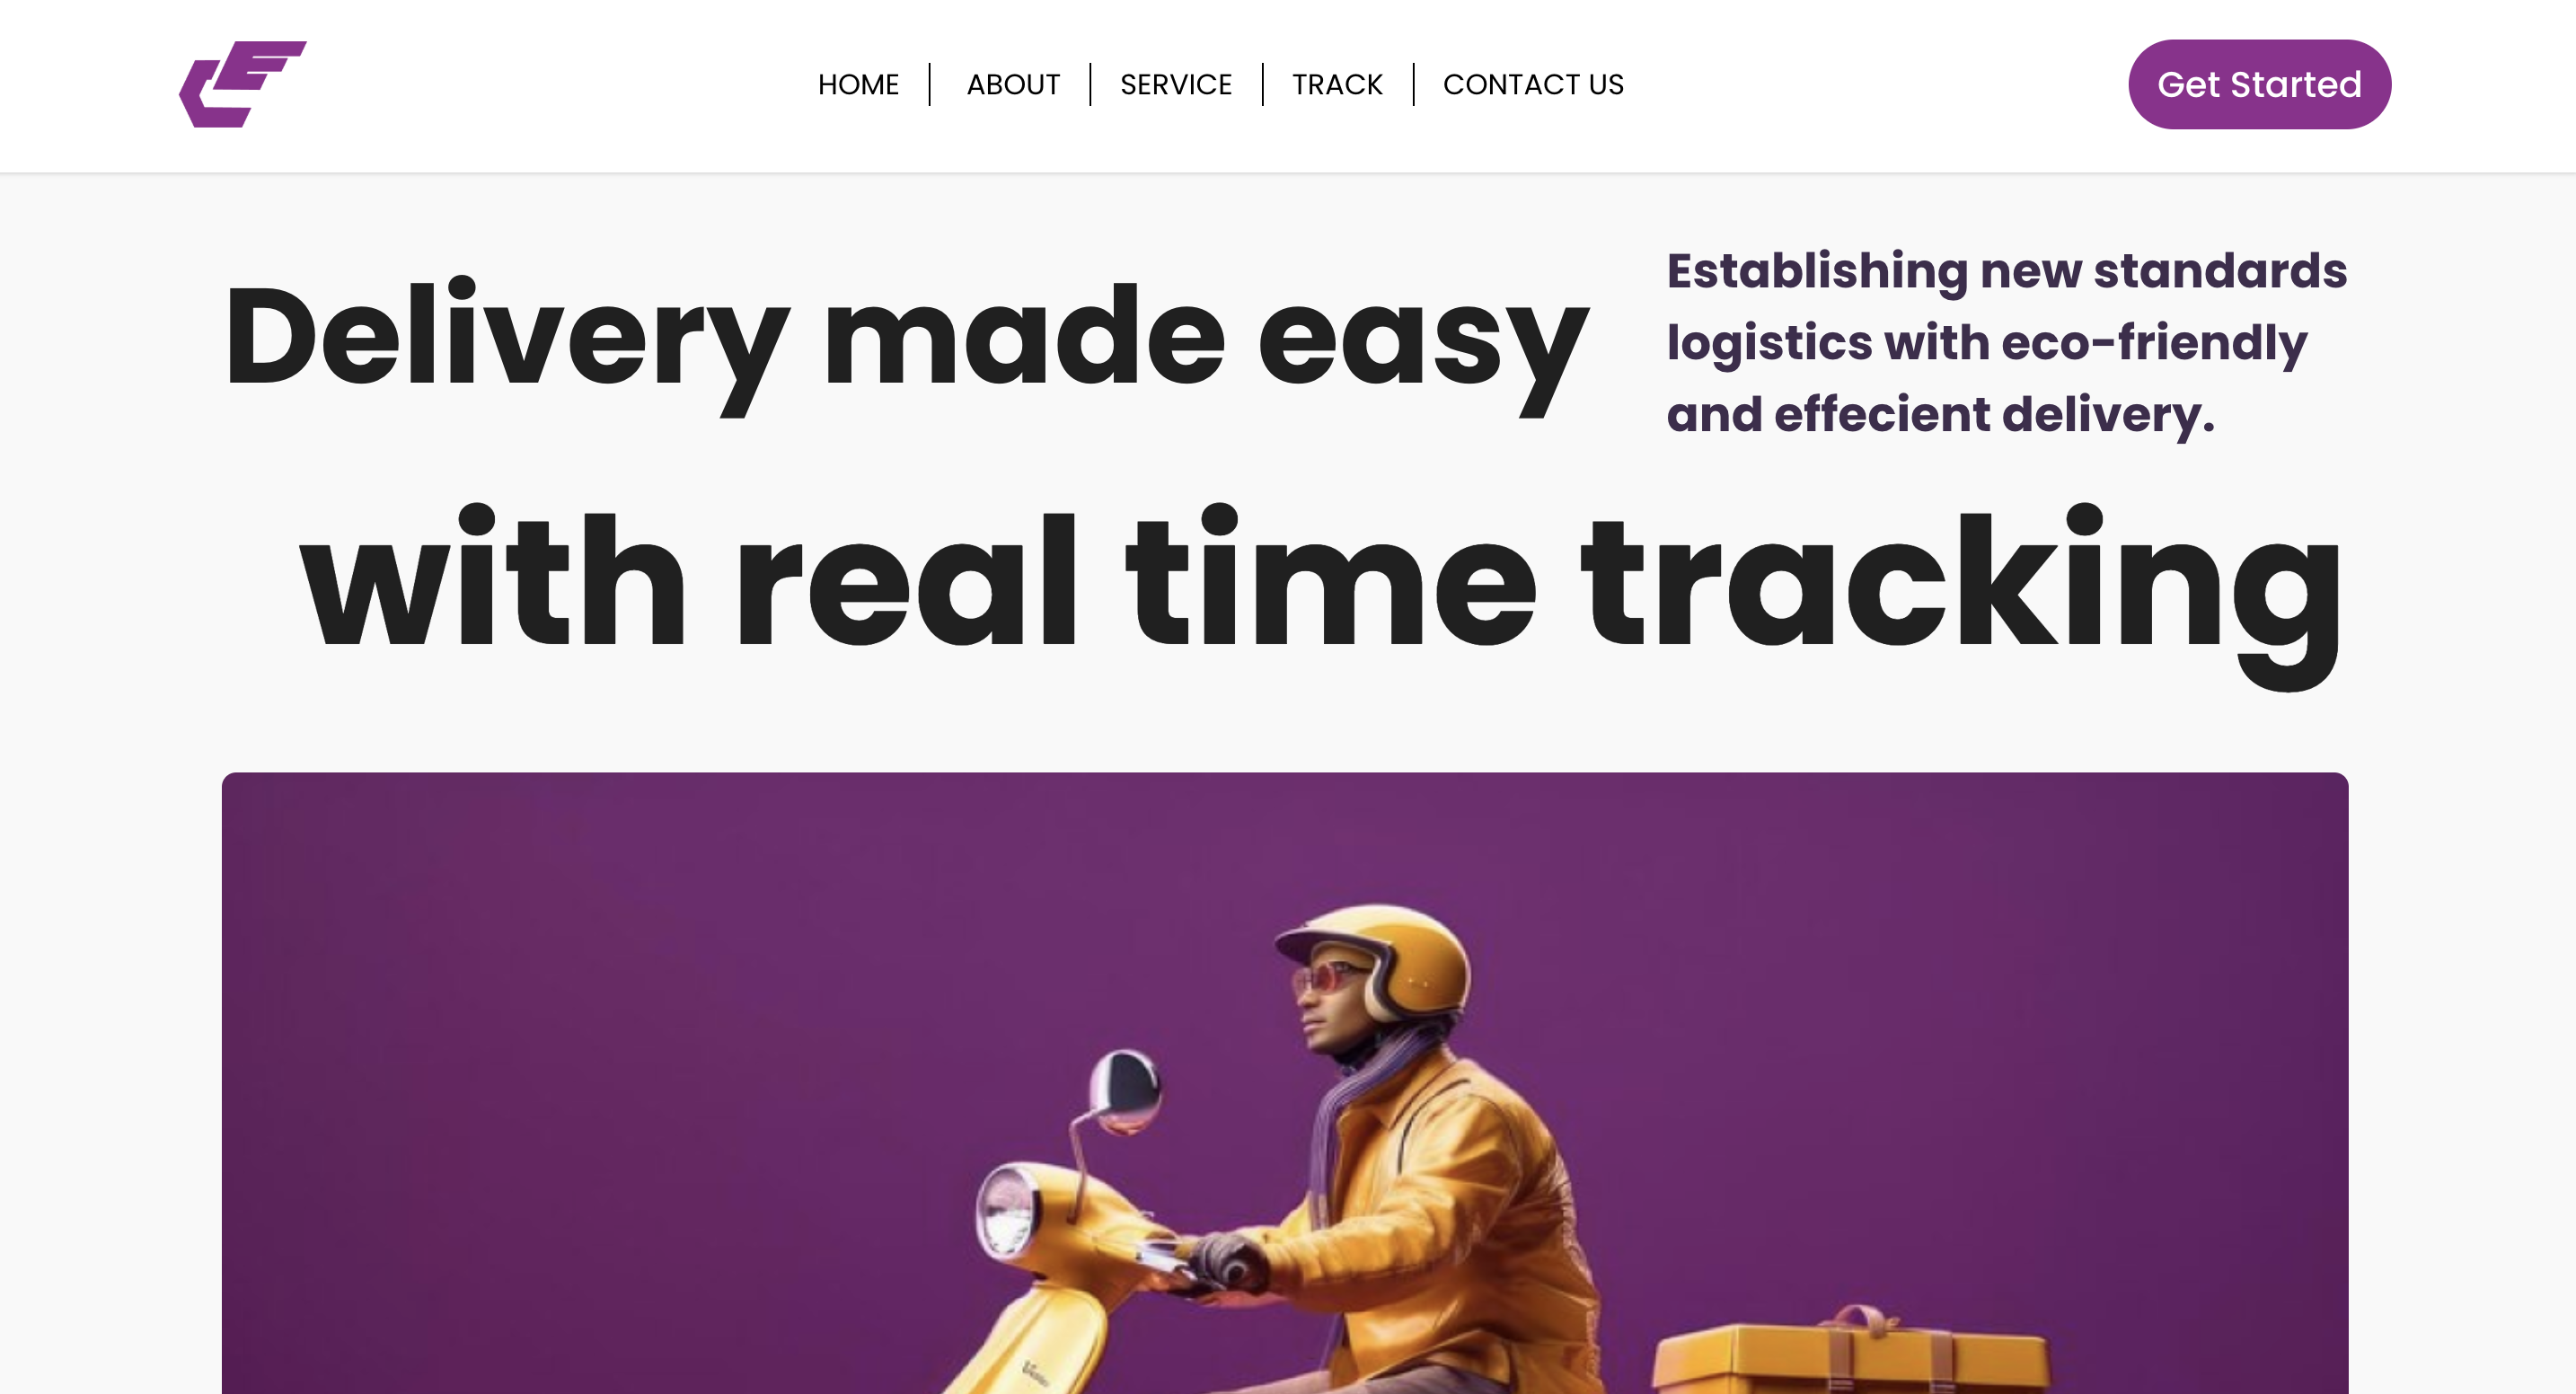 HOME
ABOUT
SERVICE
TRACK
CONTACT US
Get Started
Delivery made easy
Establishing new standards
logistics with eco-friendly
and effecient delivery.
with real time tracking